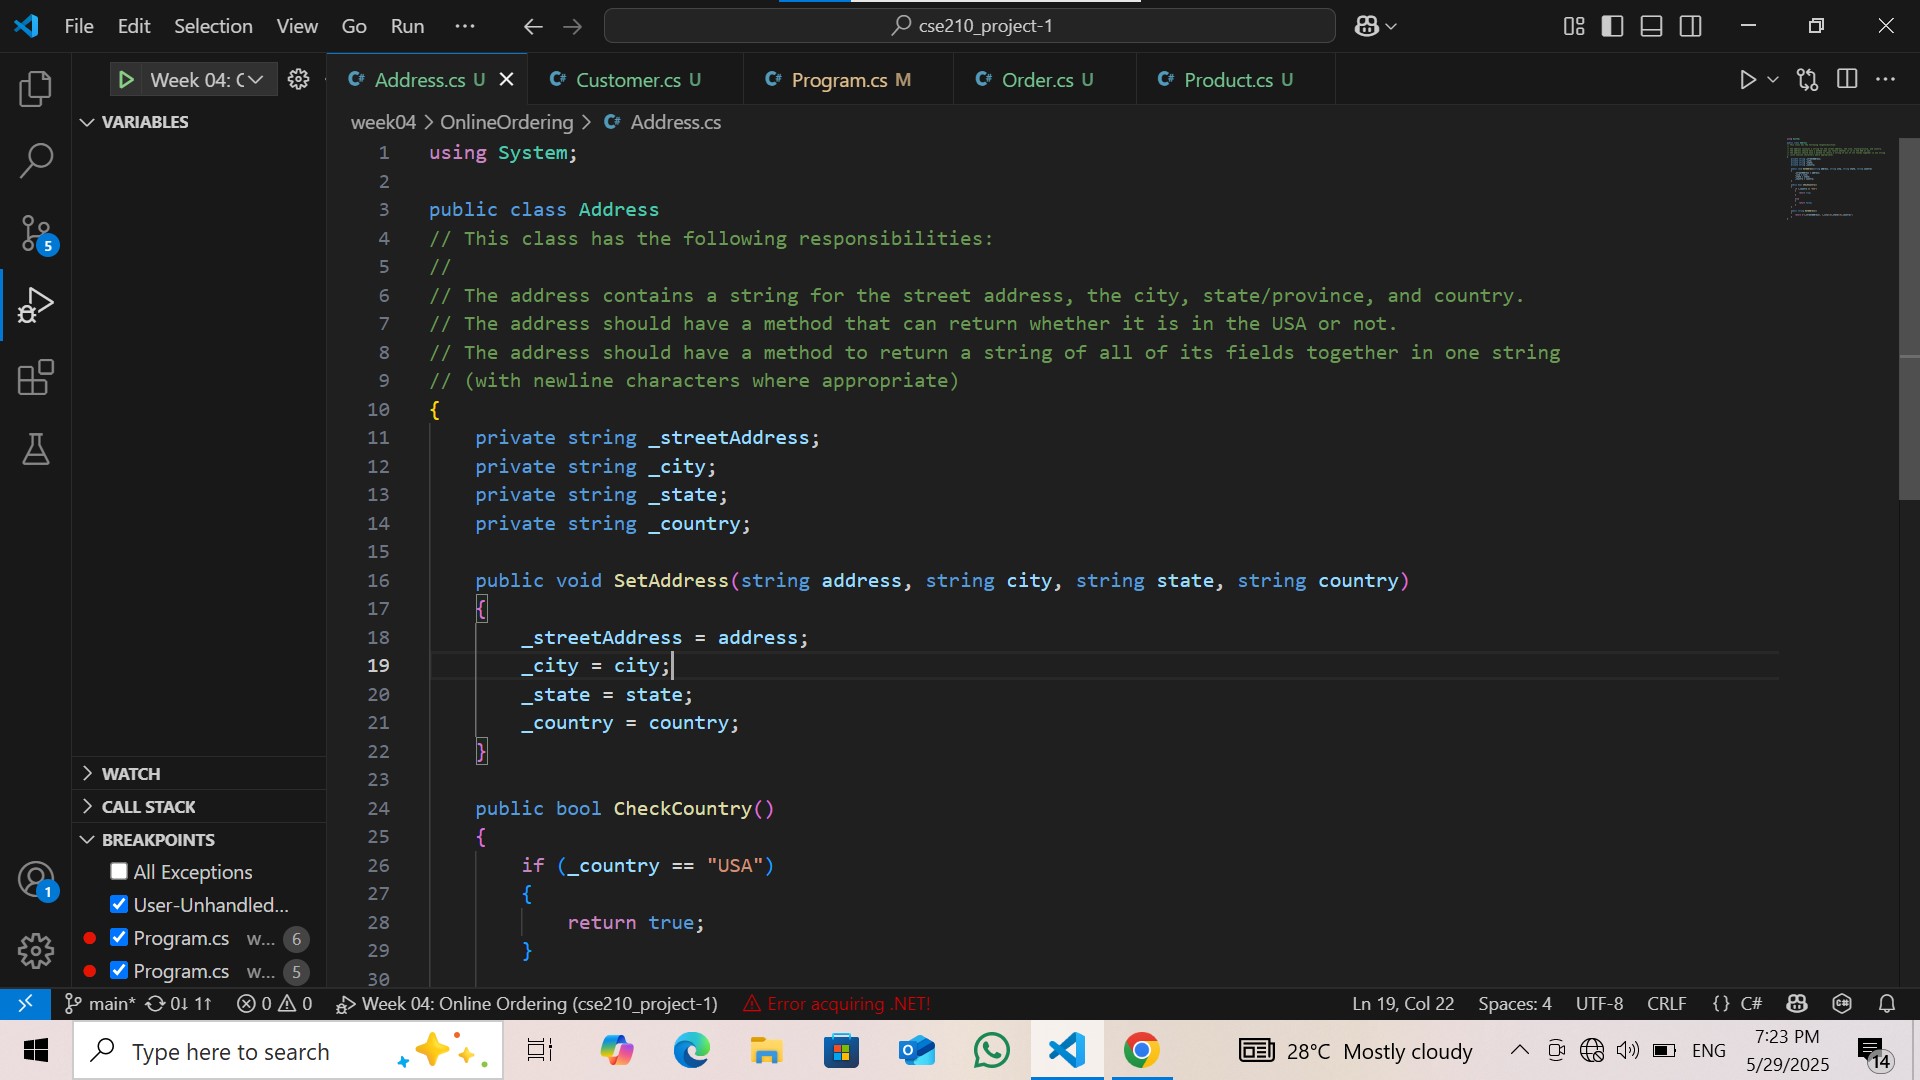 File Edit Selection View Go Run ... cse210_project-1
Week 04: C Address.cs U Customer.cs U Program.cs M Order.cs U Product.cs U
VARIABLES
week04 > OnlineOrdering > Address.cs
1 using System;
2
3 public class Address
4 // This class has the following responsibilities:
5 //
6 // The address contains a string for the street address, the city, state/province, and country.
7 // The address should have a method that can return whether it is in the USA or not.
8 // The address should have a method to return a string of all of its fields together in one string
9 // (with newline characters where appropriate)
10 {
11 private string _streetAddress;
12 private string _city;
13 private string _state;
14 private string _country;
15
16 public void SetAddress(string address, string city, string state, string country)
17 {
18 _streetAddress = address;
19 _city = city;
20 _state = state;
21 _country = country;
22 }
23
24 public bool CheckCountry()
25 {
26 if (_country == "USA")
27 {
28 return true;
29 }
30
5
WATCH
CALL STACK
BREAKPOINTS
All Exceptions
User-Unhandled...
Program.cs w... 6
Program.cs w... 5
1
main* 0↓ 1↑ 0 0 Week 04: Online Ordering (cse210_project-1) Error acquiring .NET! Ln 19, Col 22 Spaces: 4 UTF-8 CRLF {} C#
Type here to search 28°C Mostly cloudy ENG 7:23 PM
5/29/2025 14